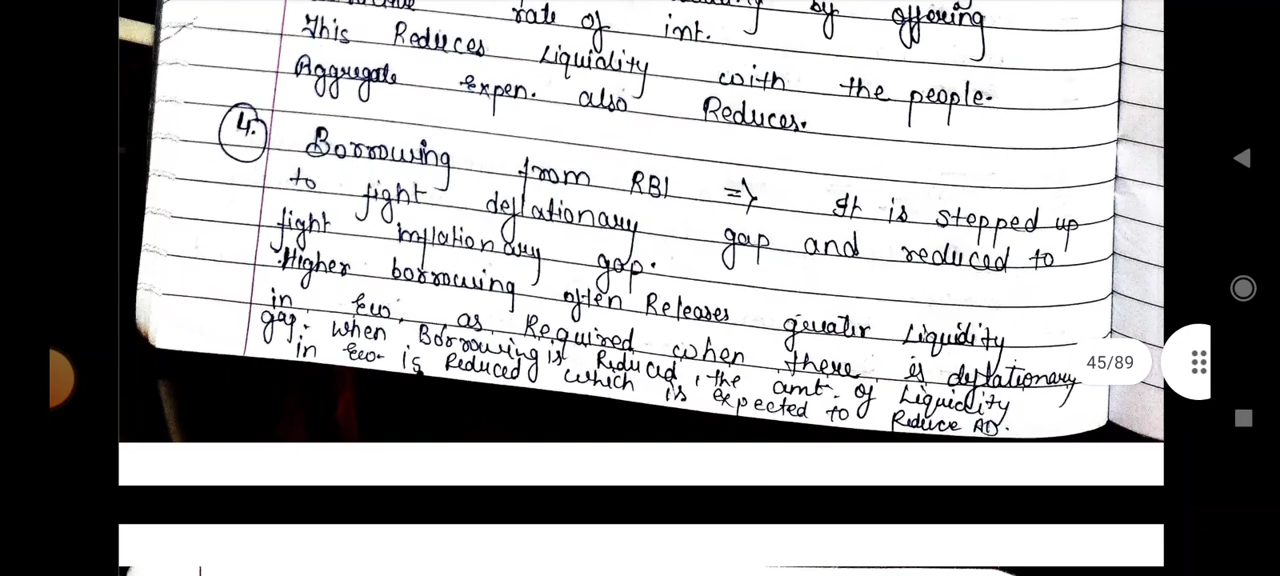 rate of int. by offering
This Reduces Liquidity with the people.
Aggregate expen. also Reduces.
4. Borrowing from RBI => It is stepped up
to fight deflationary gap and reduced to
fight inflationary gap.
Higher borrowing often Releases greater Liquidity
in eco. as Required when there is deflationary
gap. when Borrowing is Reduced, the amt. of Liquidity
in eco. is Reduced which is expected to Reduce AD.
45/89